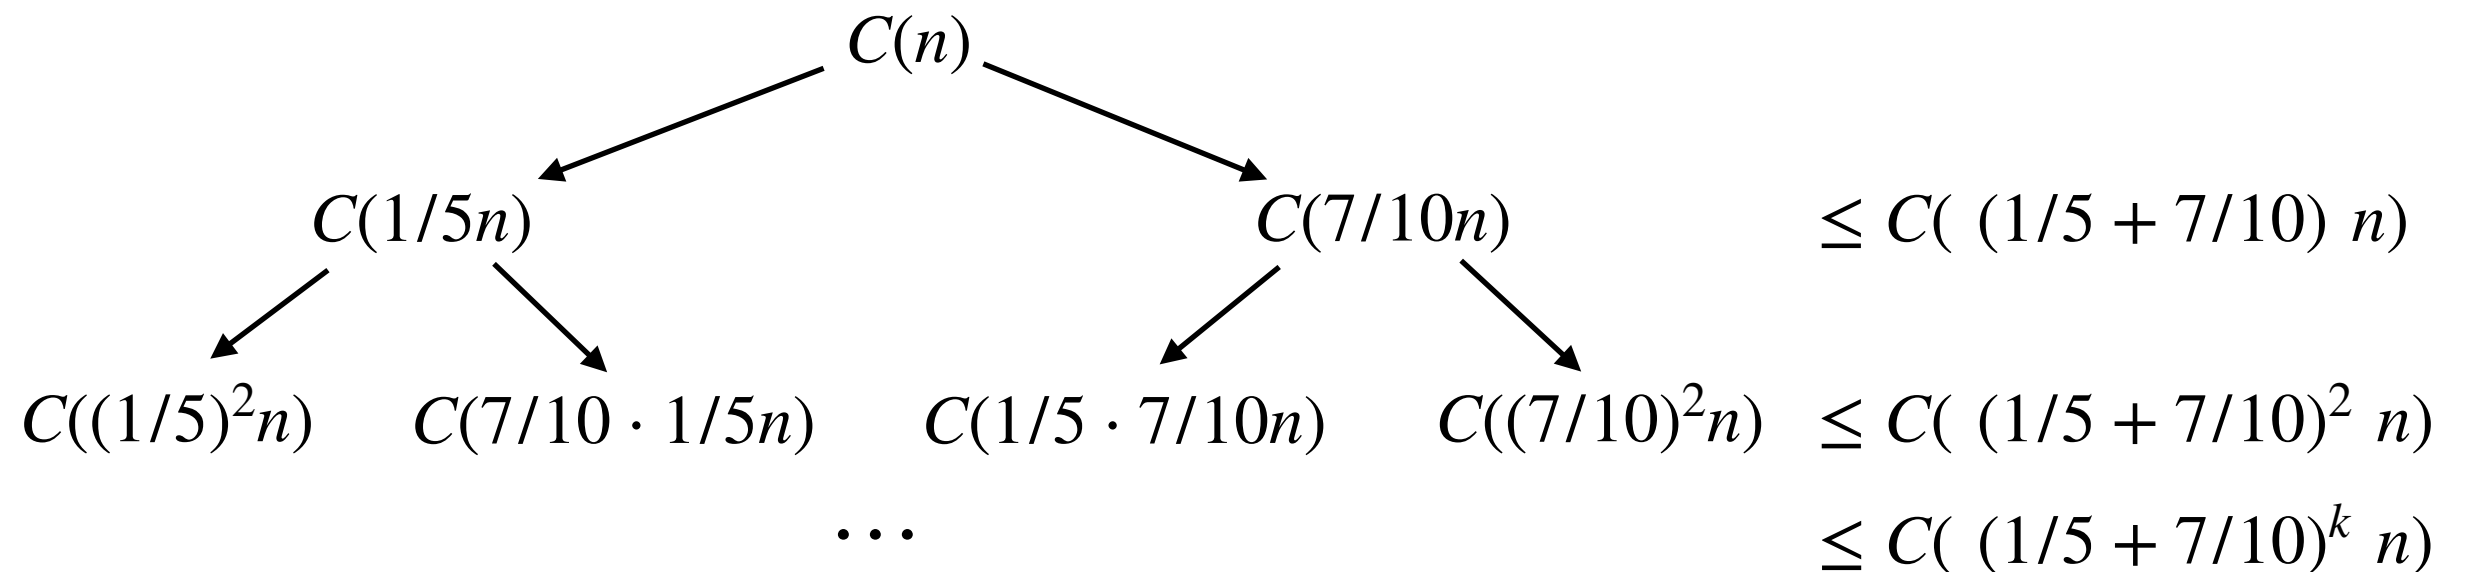 C(n)
C(1/5n) C(7/10n) ≤ C( (1/5 + 7/10) n)
C((1/5)²n) C(7/10 · 1/5n) C(1/5 · 7/10n) C((7/10)²n) ≤ C( (1/5 + 7/10)² n)
··· ≤ C( (1/5 + 7/10)ᵏ n)